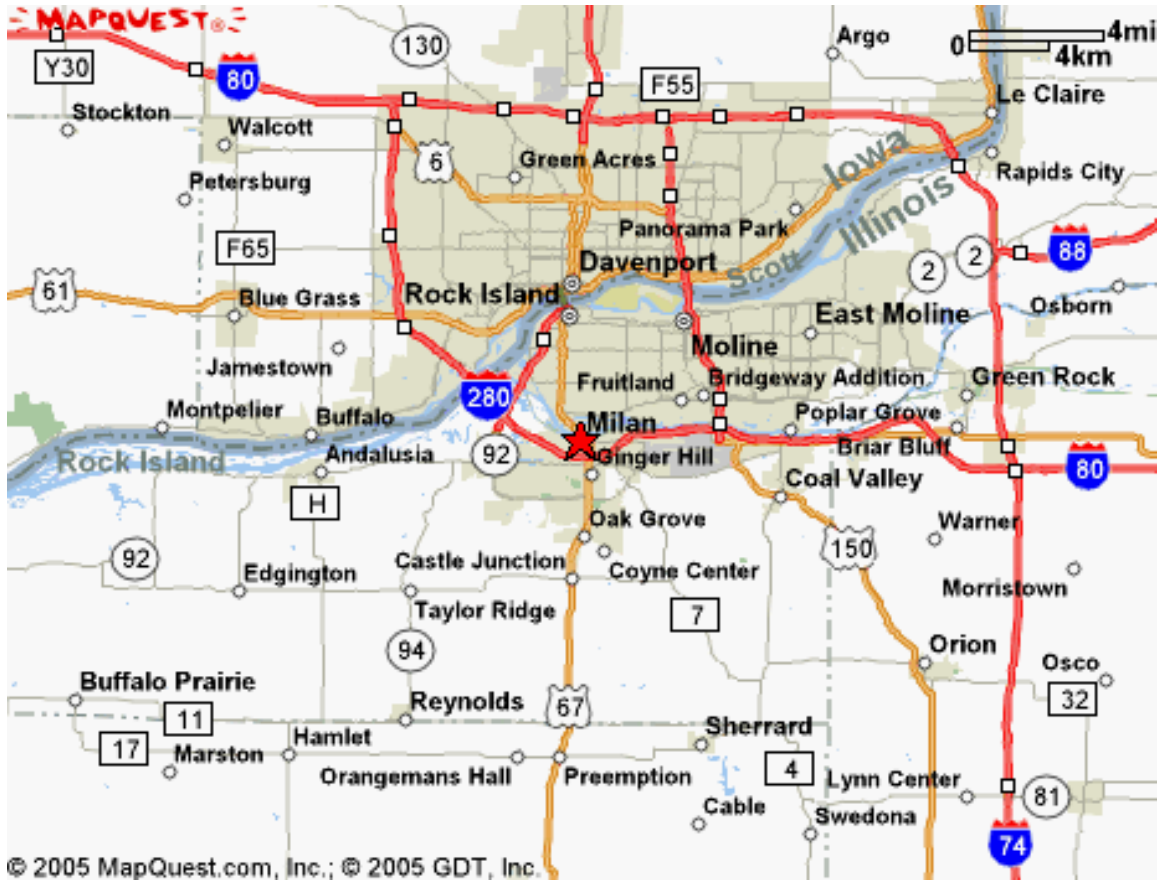 MAPQUEST®
130
Argo
0 4mi
4km
Y30
80
F55
Le Claire
Stockton
Walcott
6
Green Acres
Iowa
Rapids City
Petersburg
Illinois
Panorama Park
F65
2
2
88
Davenport
Scott
61
Blue Grass
Rock Island
Osborn
East Moline
Moline
Jamestown
Fruitland
Bridgeway Addition
Green Rock
280
Montpelier
Buffalo
Milan
Poplar Grove
Rock Island
Andalusia
92
Ginger Hill
Briar Bluff
80
H
Coal Valley
Oak Grove
Warner
150
92
Edgington
Castle Junction
Coyne Center
Morristown
Taylor Ridge
7
94
Orion
Osco
Buffalo Prairie
Reynolds
67
32
11
17
Marston
Hamlet
Sherrard
Orangemans Hall
Preemption
4
Lynn Center
81
Cable
Swedona
74
© 2005 MapQuest.com, Inc.; © 2005 GDT, Inc.